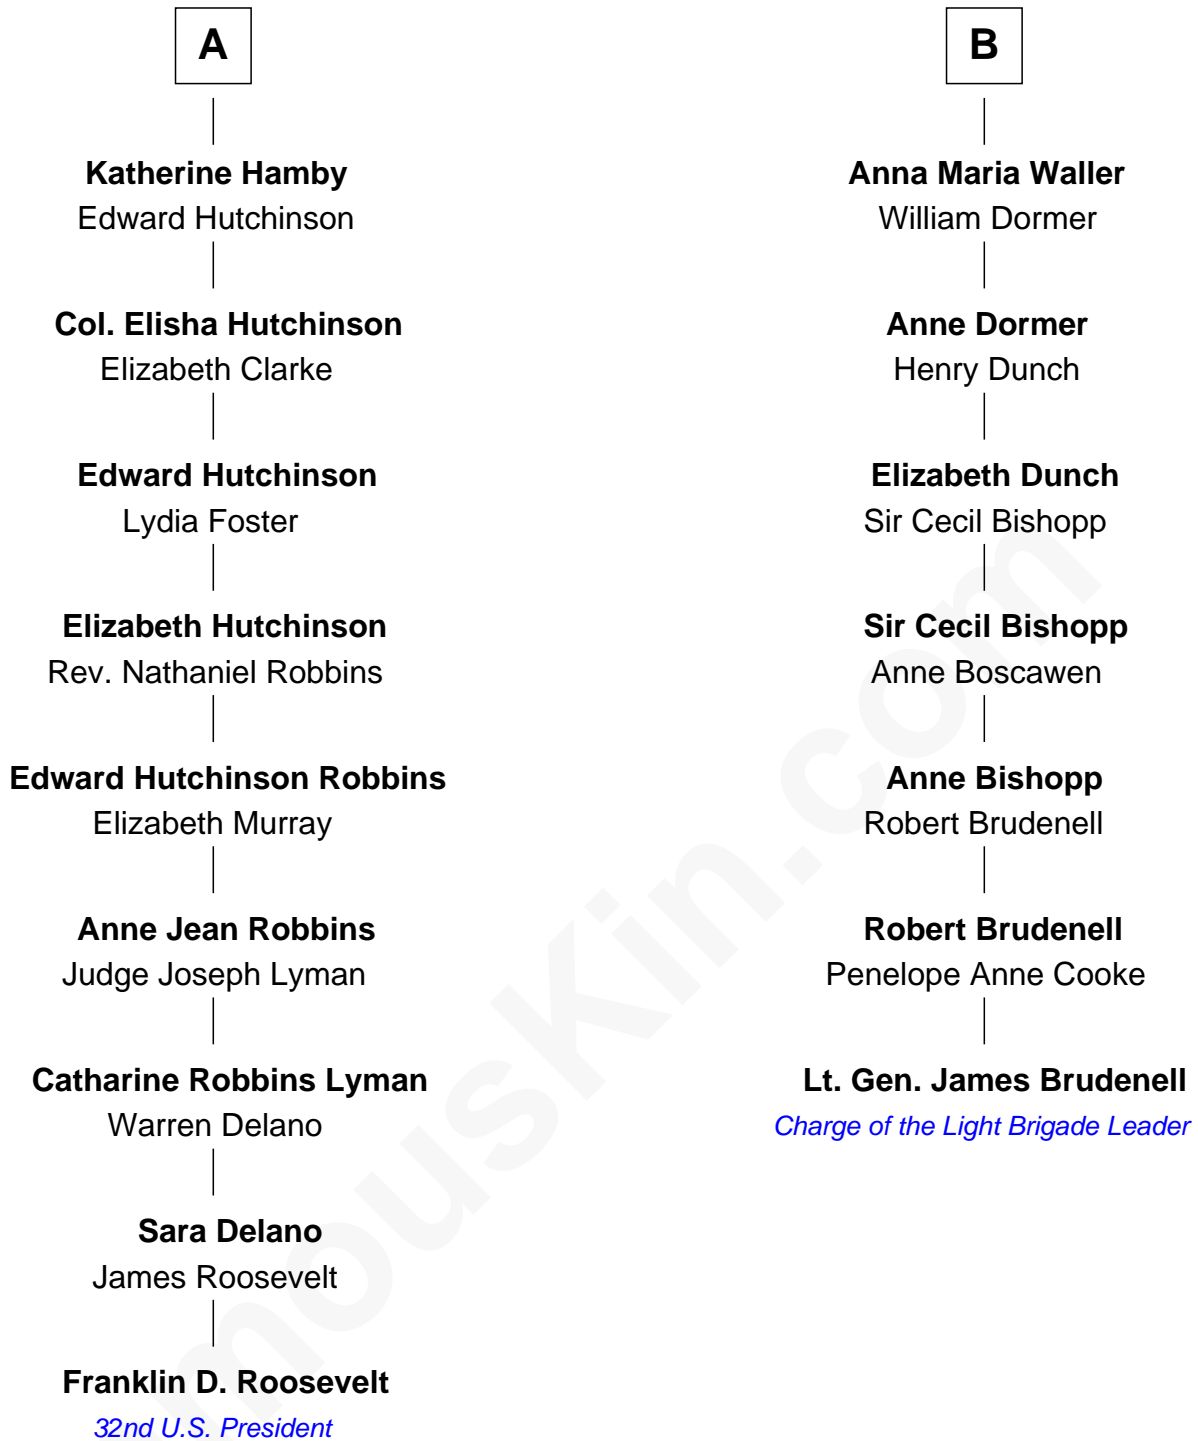 A
Katherine Hamby
Edward Hutchinson
Col. Elisha Hutchinson
Elizabeth Clarke
Edward Hutchinson
Lydia Foster
Elizabeth Hutchinson
Rev. Nathaniel Robbins
Edward Hutchinson Robbins
Elizabeth Murray
Anne Jean Robbins
Judge Joseph Lyman
Catharine Robbins Lyman
Warren Delano
Sara Delano
James Roosevelt
Franklin D. Roosevelt
32nd U.S. President
B
Anna Maria Waller
William Dormer
Anne Dormer
Henry Dunch
Elizabeth Dunch
Sir Cecil Bishopp
Sir Cecil Bishopp
Anne Boscawen
Anne Bishopp
Robert Brudenell
Robert Brudenell
Penelope Anne Cooke
Lt. Gen. James Brudenell
Charge of the Light Brigade Leader
mousKin.com